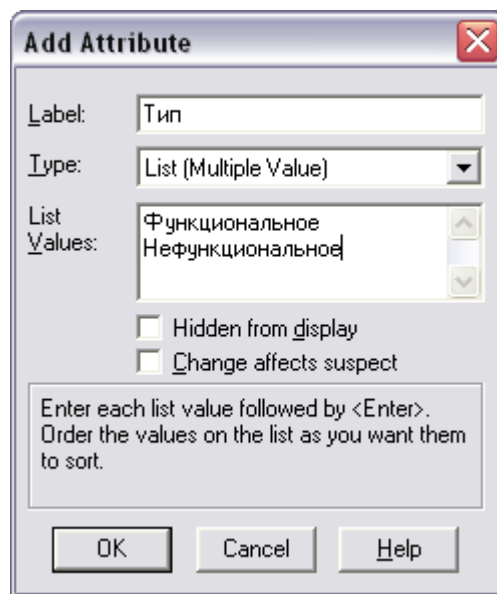 Add Attribute
Label:
Тип
Type:
List (Multiple Value)
List
Values:
Функциональное
Нефункциональное
Hidden from display
Change affects suspect
Enter each list value followed by <Enter>.
Order the values on the list as you want them
to sort.
OK
Cancel
Help